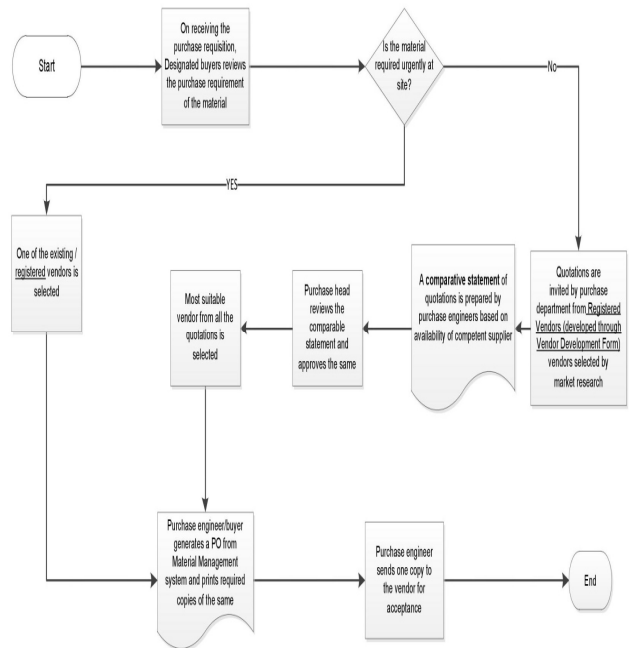 Start
On receiving the
purchase requisition,
Designated buyers reviews
the purchase requirement
of the material
Is the material
required urgently at
site?
No
YES
One of the existing /
registered vendors is
selected
Most suitable
vendor from all the
quotations is
selected
Purchase head
reviews the
comparable
statement and
approves the same
A comparative statement of
quotations is prepared by
purchase engineers based on
availability of competent supplier
Quotations are
invited by purchase
department from Registered
Vendors (developed through
Vendor Development Form)
vendors selected by
market research
Purchase engineer/buyer
generates a PO from
Material Management
system and prints required
copies of the same
Purchase engineer
sends one copy to
the vendor for
acceptance
End